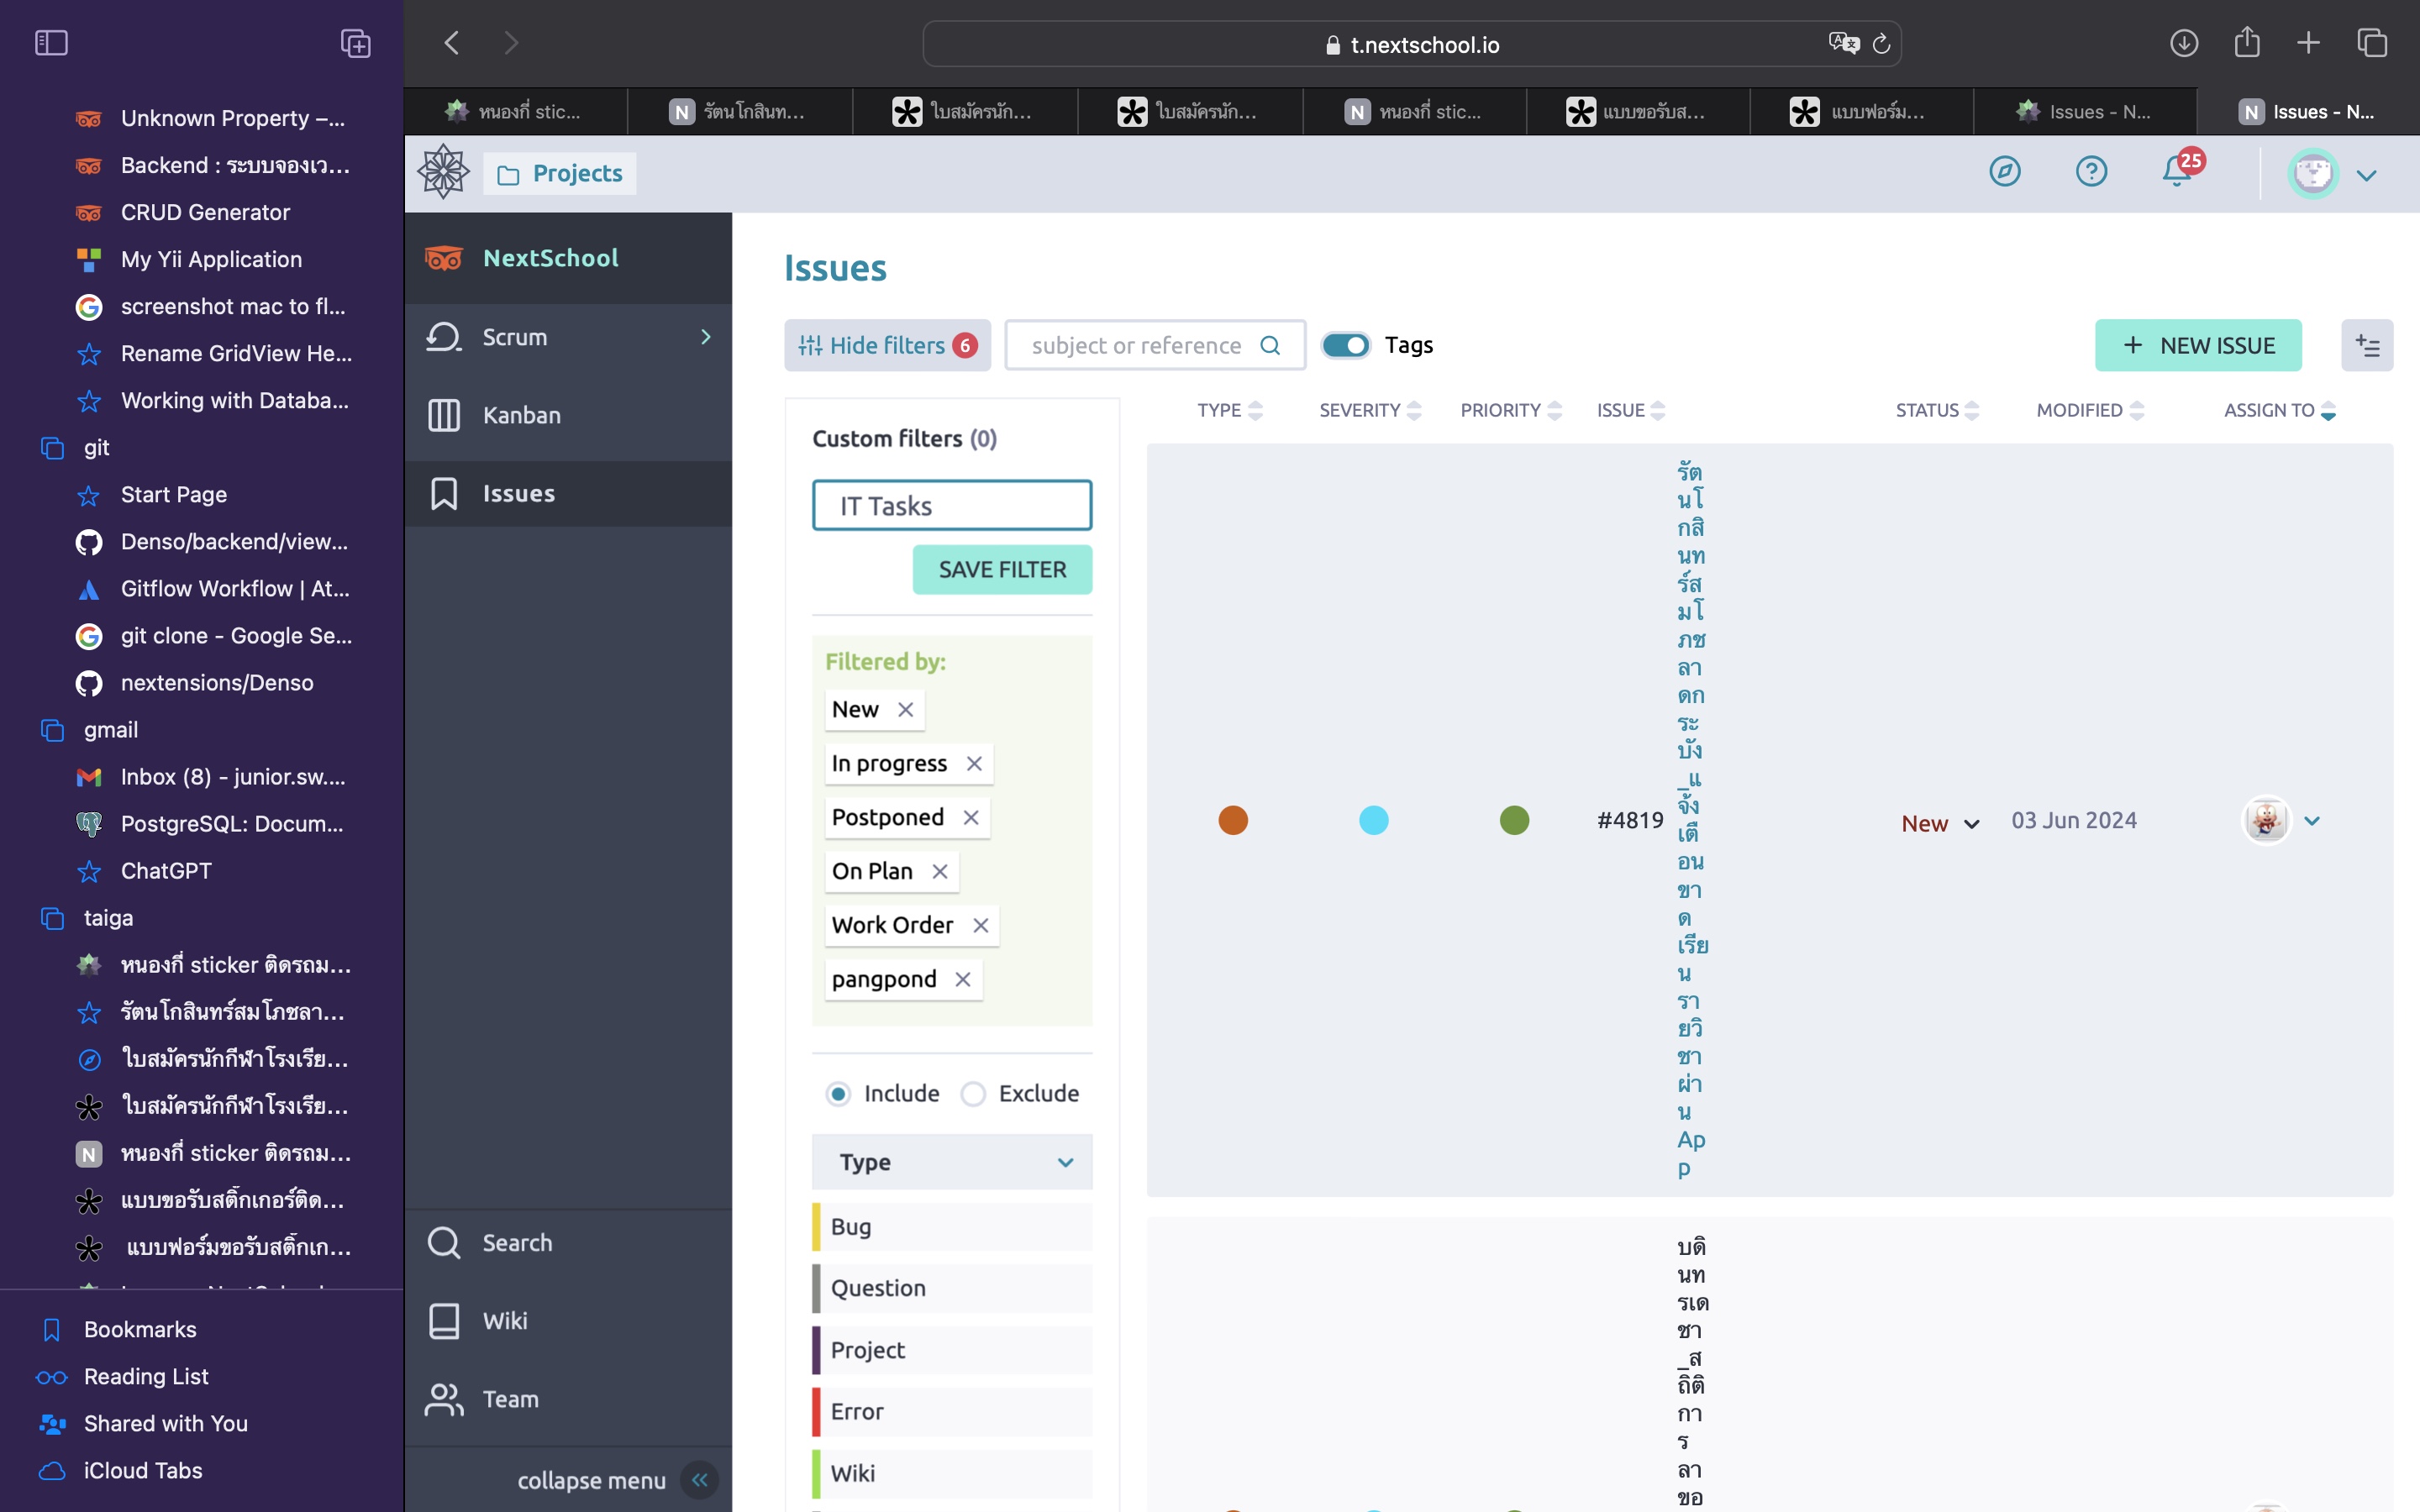 t.nextschool.io
หนองกี่ stic...
รัตนโกสินท...
ใบสมัครนัก...
ใบสมัครนัก...
หนองกี่ stic...
แบบขอรับส...
แบบฟอร์ม...
Issues - N...
Issues - N...
Unknown Property –...
Backend : ระบบจองเว...
CRUD Generator
My Yii Application
screenshot mac to fl...
Rename GridView He...
Working with Databa...
git
Start Page
Denso/backend/view...
Gitflow Workflow | At...
git clone - Google Se...
nextensions/Denso
gmail
Inbox (8) - junior.sw....
PostgreSQL: Docum...
ChatGPT
taiga
หนองกี่ sticker ติดรถม...
รัตนโกสินทร์สมโภชลา...
ใบสมัครนักกีฬาโรงเรีย...
ใบสมัครนักกีฬาโรงเรีย...
หนองกี่ sticker ติดรถม...
แบบขอรับสติ๊กเกอร์ติด...
แบบฟอร์มขอรับสติ๊กเก...
Bookmarks
Reading List
Shared with You
iCloud Tabs
Projects
25
NextSchool
Scrum
Kanban
Issues
Search
Wiki
Team
collapse menu
Issues
Hide filters 6
subject or reference
Tags
+ NEW ISSUE
Custom filters (0)
IT Tasks
SAVE FILTER
Filtered by:
New
In progress
Postponed
On Plan
Work Order
pangpond
Include
Exclude
Type
Bug
Question
Project
Error
Wiki
TYPE
SEVERITY
PRIORITY
ISSUE
STATUS
MODIFIED
ASSIGN TO
#4819
รัต
นโ
กสิ
นท
ร์ส
มโ
ภช
ลา
ดก
ระ
บัง
_แ
จ้ง
เตื
อน
ขา
ด
เรีย
น
รา
ยวิ
ชา
ผ่า
น
Ap
p
New
03 Jun 2024
บดิ
นท
รเด
ชา
_ส
ถิติ
กา
ร
ลา
ขอ